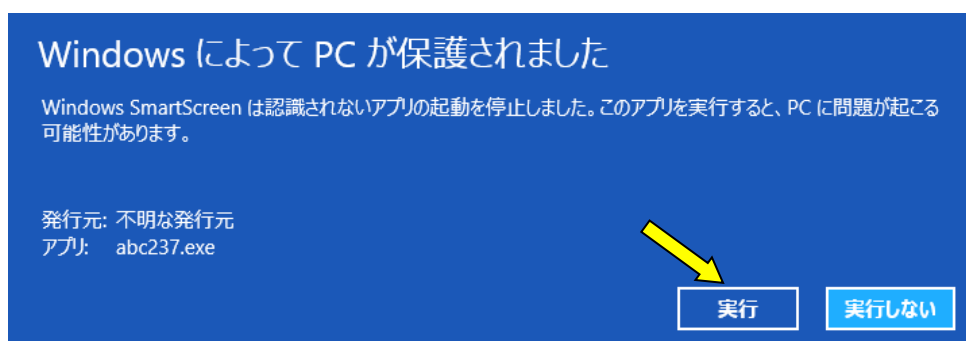 Windows によって PC が保護されました
Windows SmartScreen は認識されないアプリの起動を停止しました。このアプリを実行すると、PC に問題が起こる
可能性があります。
発行元: 不明な発行元
アプリ: abc237.exe
実行 実行しない